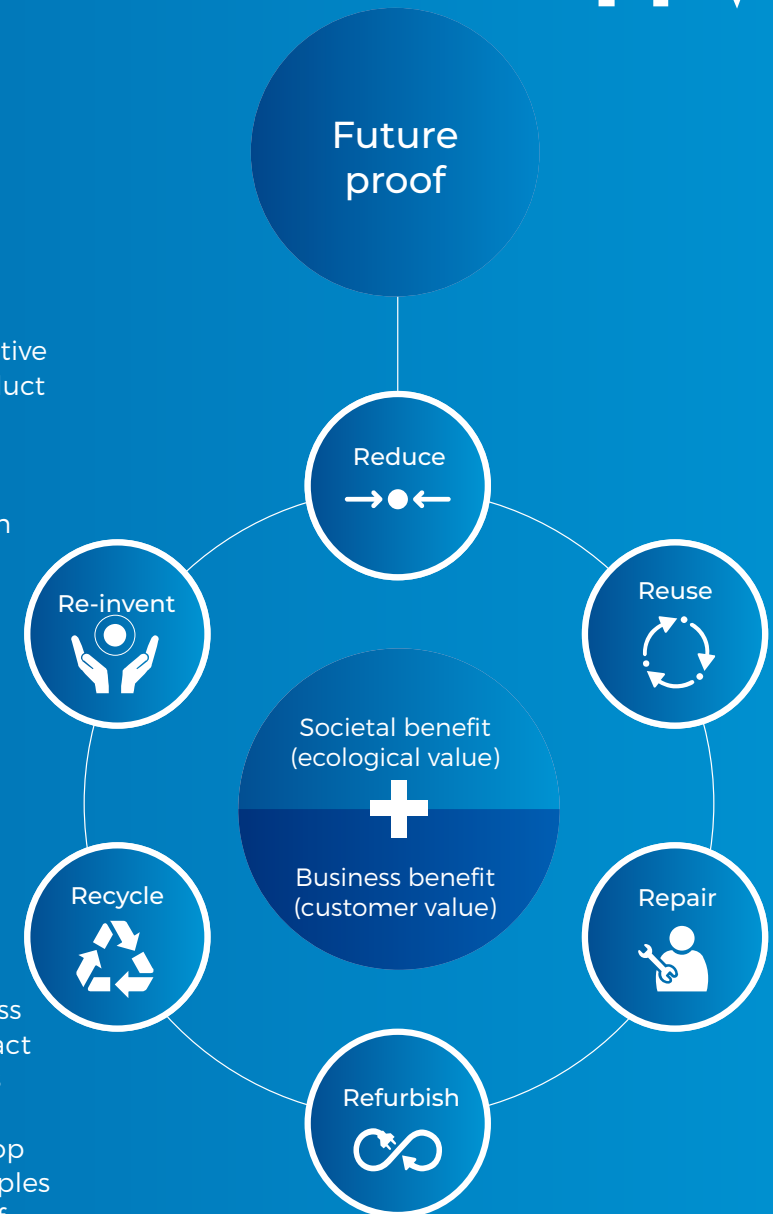 Future
proof
Reduce
Re-invent
Reuse
Societal benefit
(ecological value)
Business benefit
(customer value)
Recycle
Repair
Refurbish